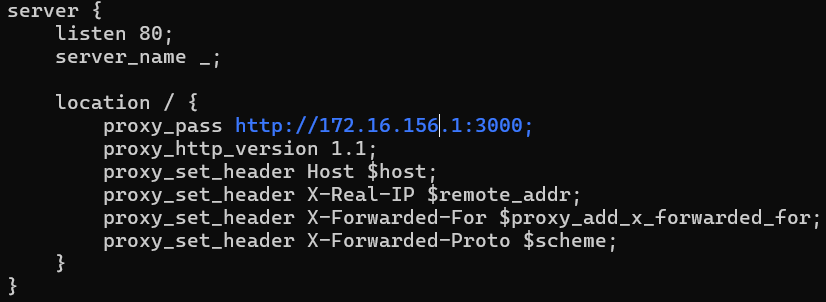 server {
    listen 80;
    server_name _;

    location / {
        proxy_pass http://172.16.156.1:3000;
        proxy_http_version 1.1;
        proxy_set_header Host $host;
        proxy_set_header X-Real-IP $remote_addr;
        proxy_set_header X-Forwarded-For $proxy_add_x_forwarded_for;
        proxy_set_header X-Forwarded-Proto $scheme;
    }
}